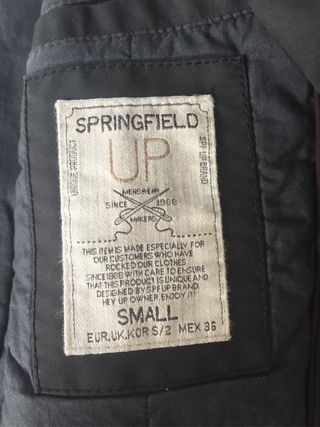 SPRINGFIELD
UP
UNIQUE PRODUCT
SPF UP BRAND
MENSWEAR
SINCE 1988
MAKERS
THIS ITEM IS MADE ESPECIALLY FOR
OUR CUSTOMERS WHO HAVE
ROCKED OUR CLOTHES
SINCE1988 WITH CARE TO ENSURE
THAT THIS PRODUCT IS UNIQUE AND
DESIGNED BY SPF UP BRAND
HEY UP OWNER, ENJOY IT!
SMALL
EUR.UK.KOR S/2 MEX 36